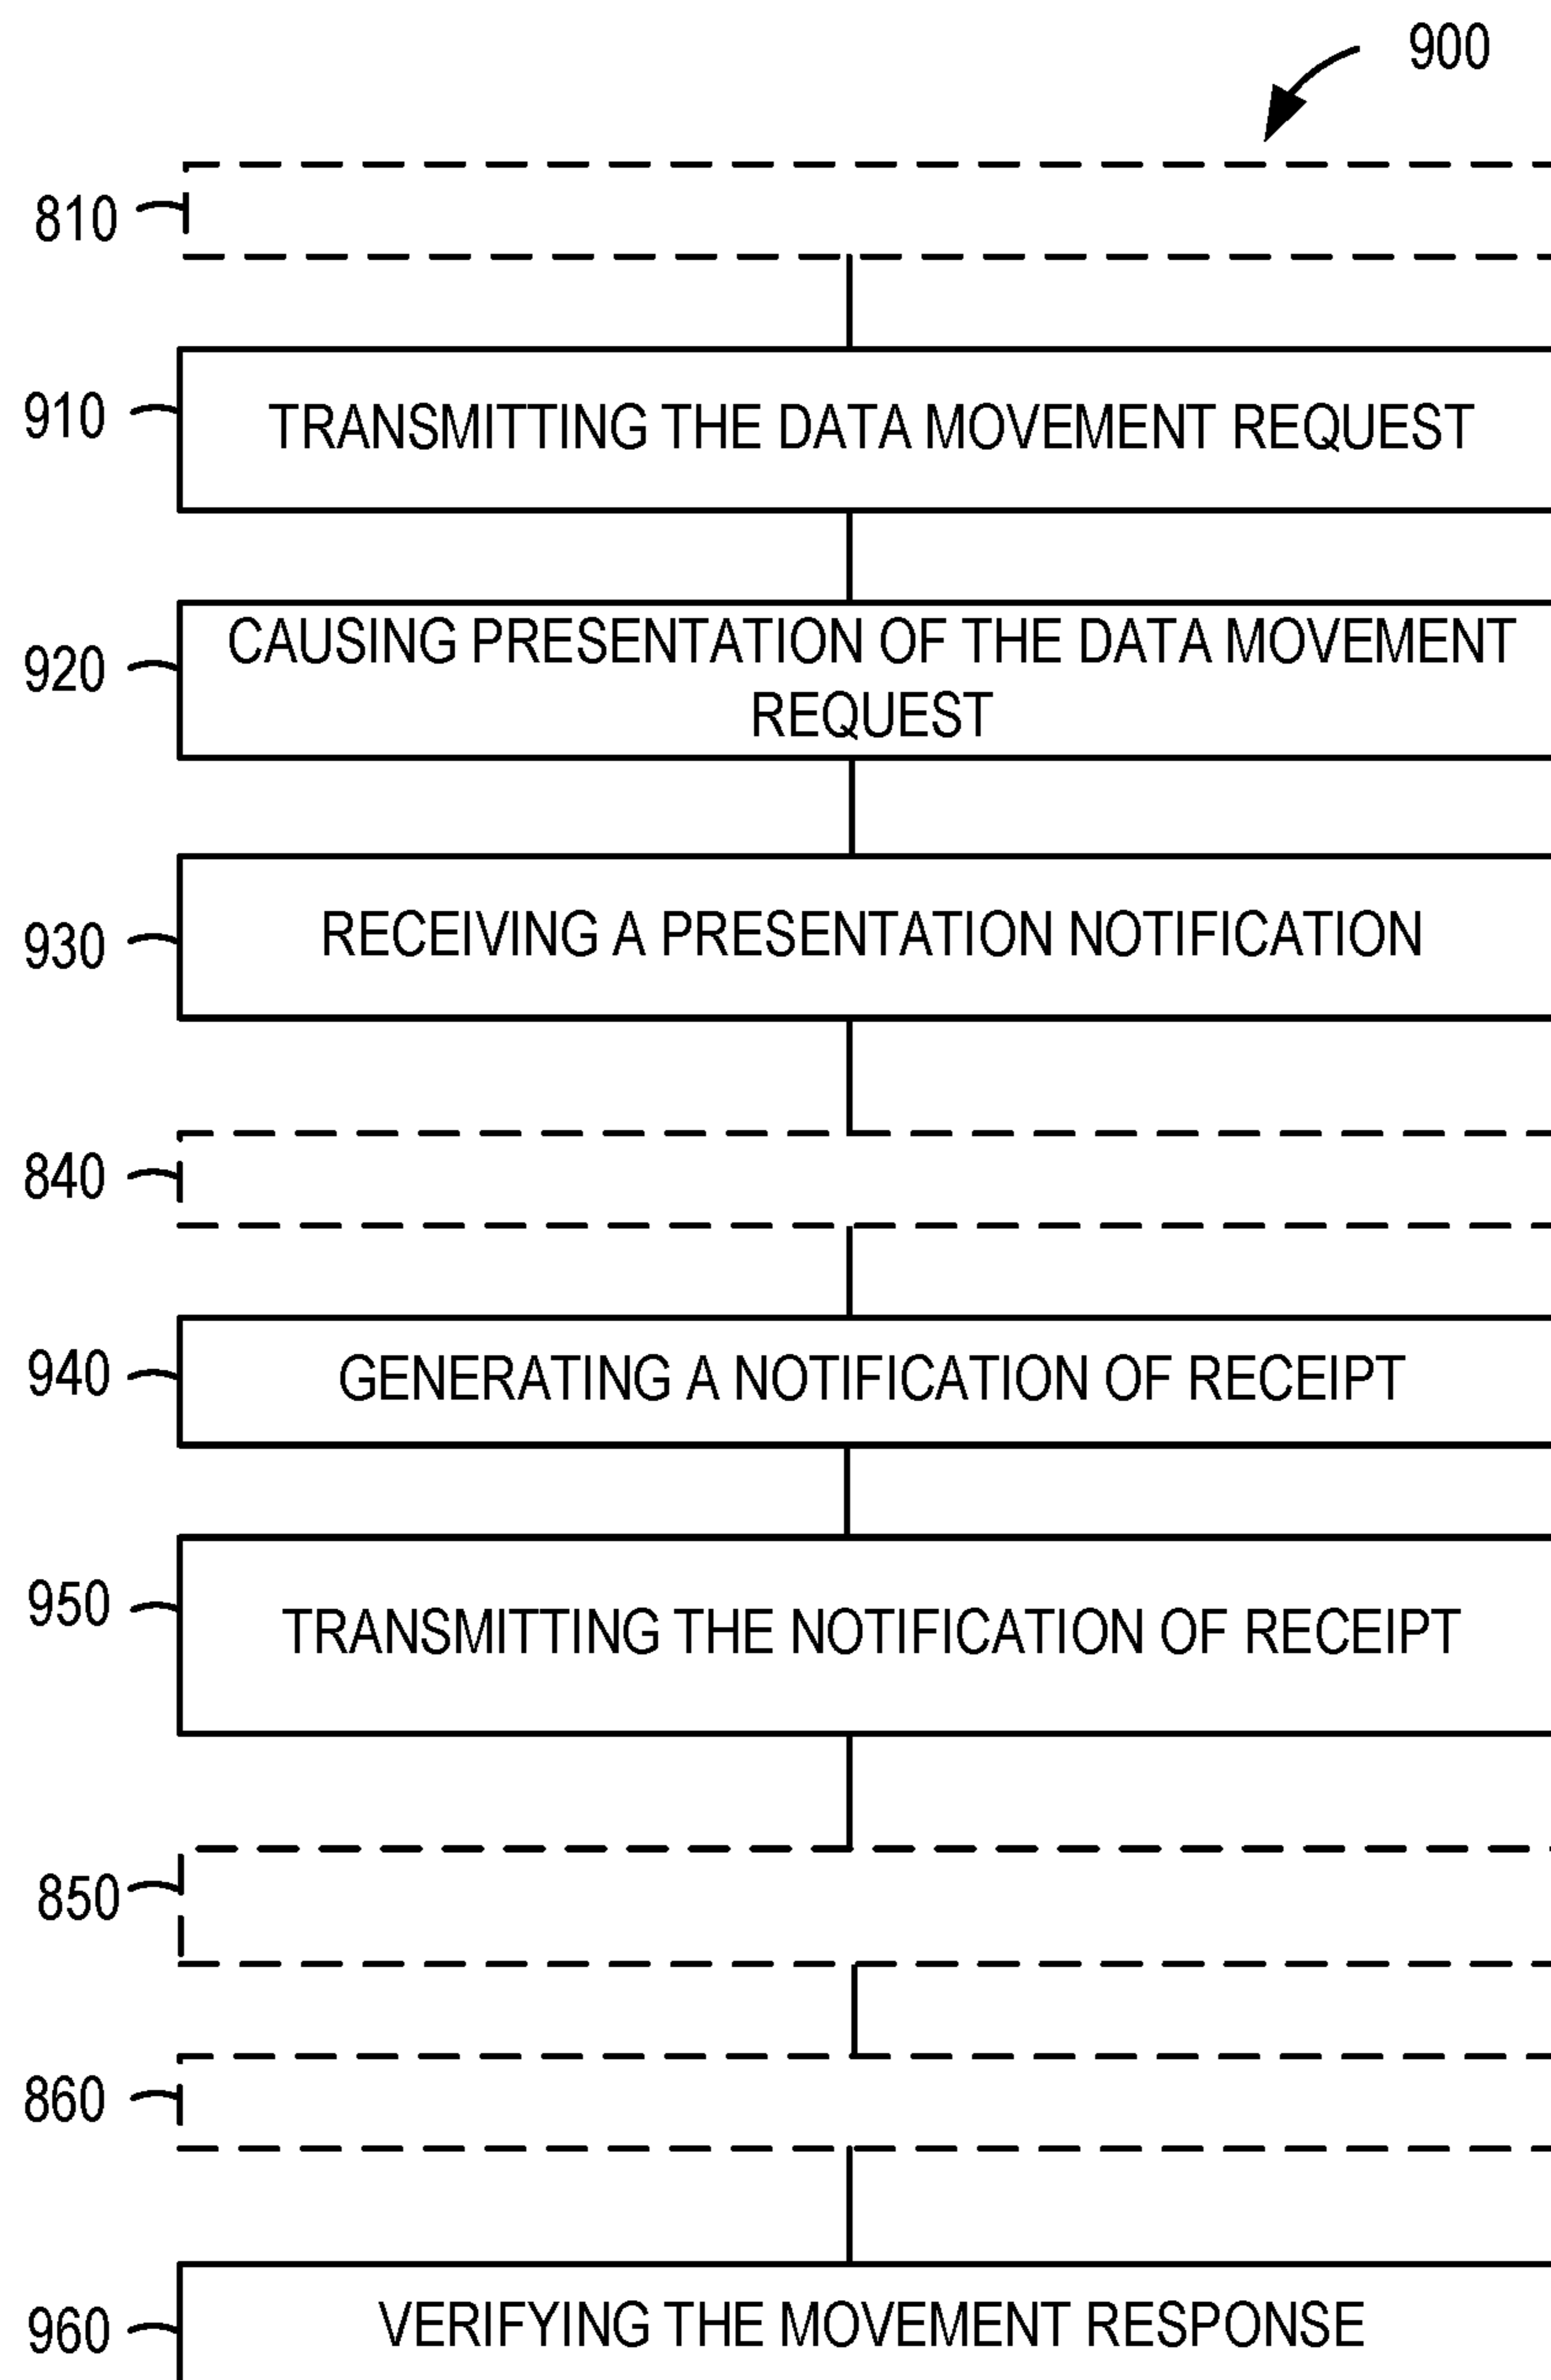 900
810
910
TRANSMITTING THE DATA MOVEMENT REQUEST
920
CAUSING PRESENTATION OF THE DATA MOVEMENT
REQUEST
930
RECEIVING A PRESENTATION NOTIFICATION
840
940
GENERATING A NOTIFICATION OF RECEIPT
950
TRANSMITTING THE NOTIFICATION OF RECEIPT
850
860
960
VERIFYING THE MOVEMENT RESPONSE